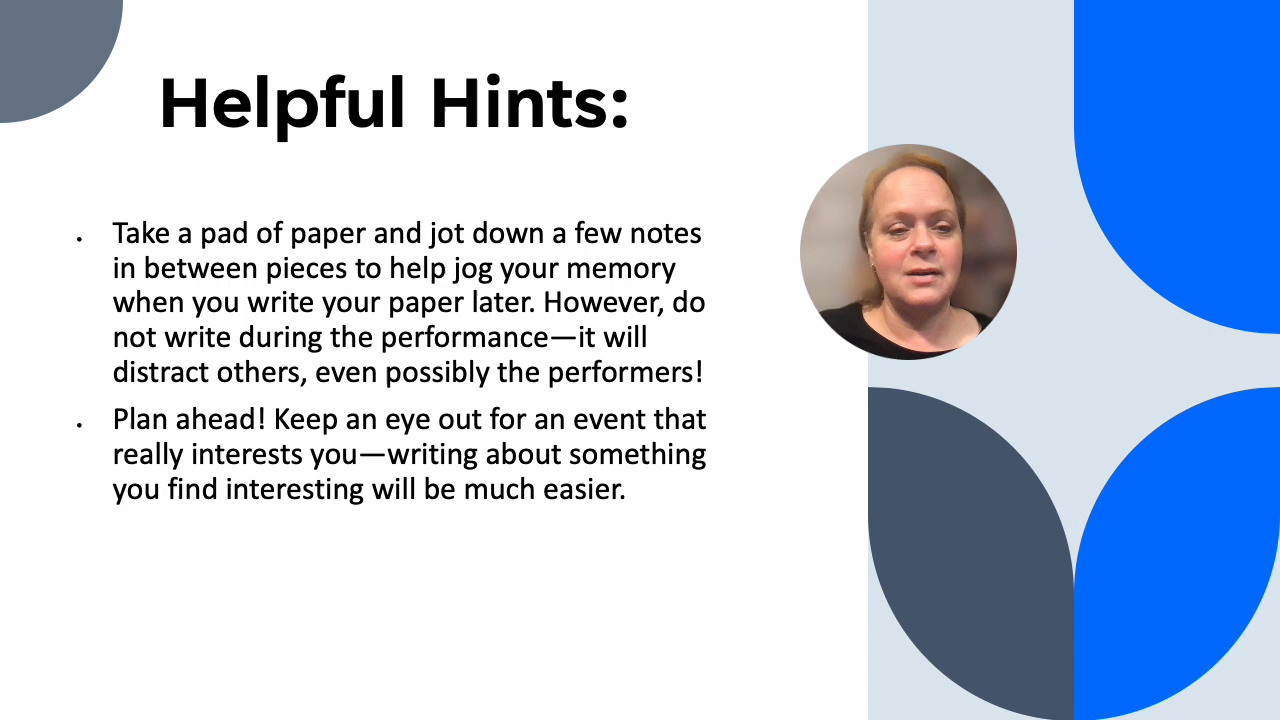 Helpful Hints:
• Take a pad of paper and jot down a few notes
in between pieces to help jog your memory
when you write your paper later. However, do
not write during the performance—it will
distract others, even possibly the performers!
• Plan ahead! Keep an eye out for an event that
really interests you—writing about something
you find interesting will be much easier.